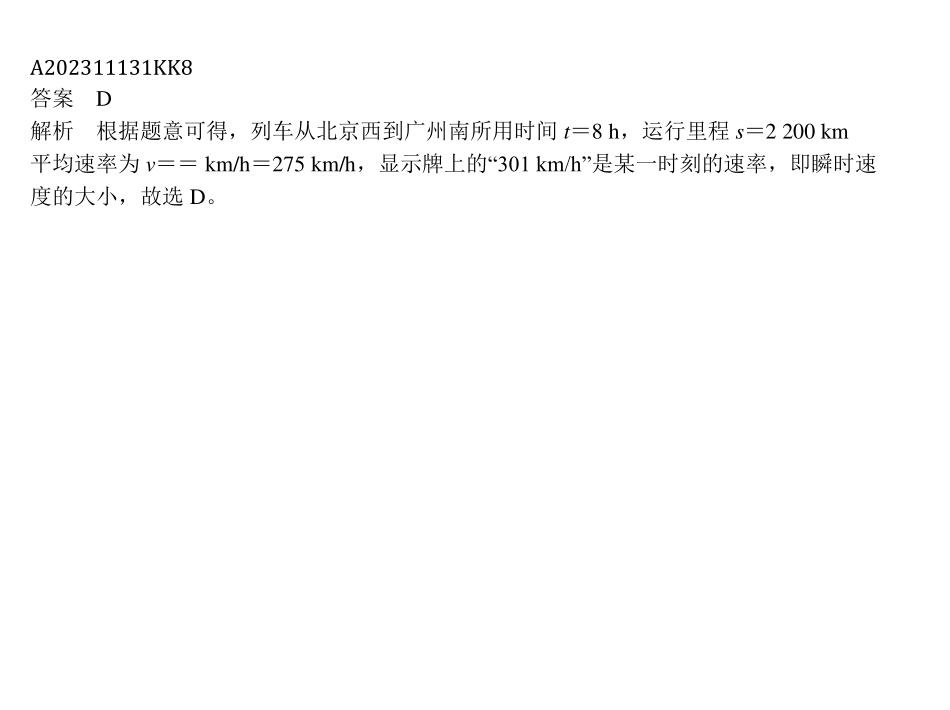 A202311131KK8
答案　D
解析　根据题意可得，列车从北京西到广州南所用时间 t＝8 h，运行里程 s＝2 200 km
平均速率为 v＝＝ km/h＝275 km/h，显示牌上的“301 km/h”是某一时刻的速率，即瞬时速
度的大小，故选 D。